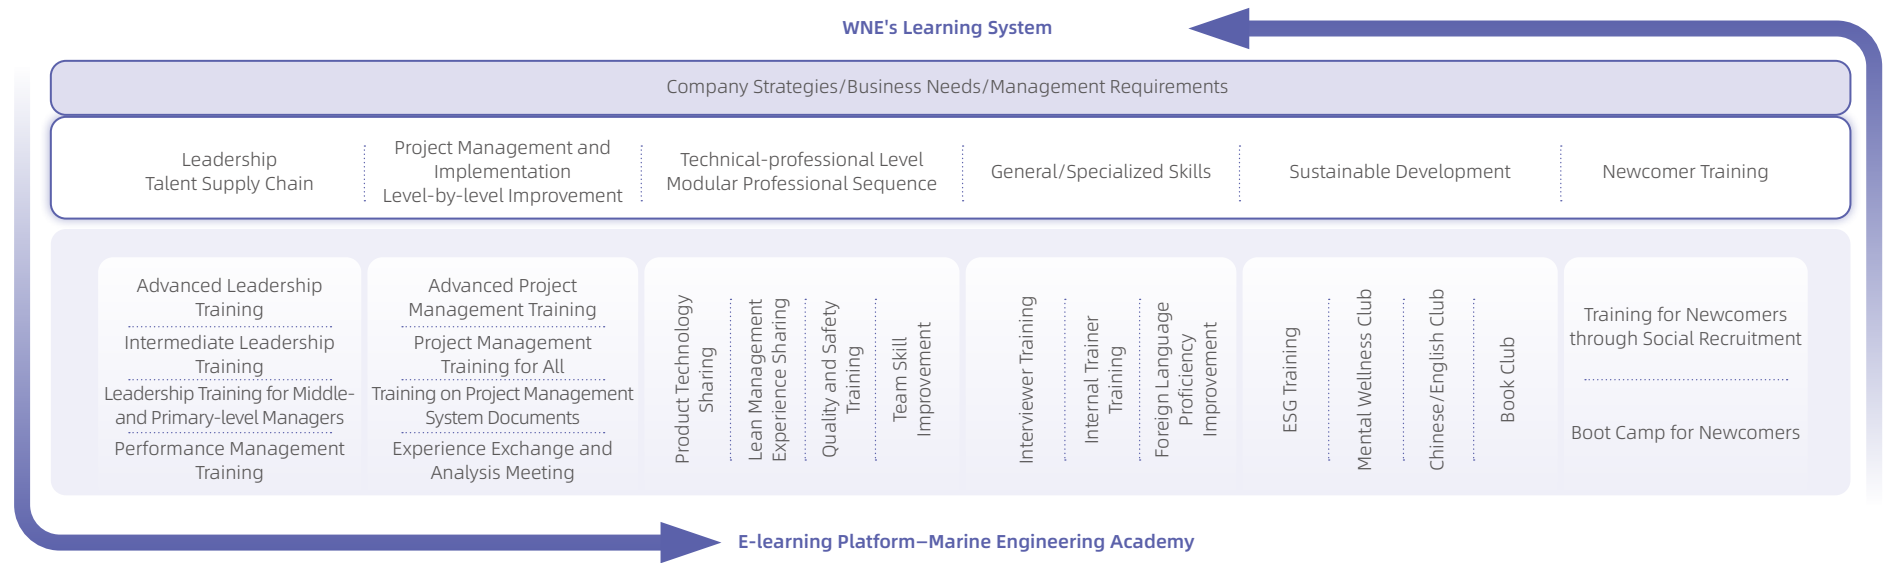 WNE's Learning System
Company Strategies/Business Needs/Management Requirements
Leadership
Talent Supply Chain
Project Management and
Implementation
Level-by-level Improvement
Technical-professional Level
Modular Professional Sequence
General/Specialized Skills
Sustainable Development
Newcomer Training
Advanced Leadership
Training
Intermediate Leadership
Training
Leadership Training for Middle-
and Primary-level Managers
Performance Management
Training
Advanced Project
Management Training
Project Management
Training for All
Training on Project Management
System Documents
Experience Exchange and
Analysis Meeting
Product Technology
Sharing
Lean Management
Experience Sharing
Quality and Safety
Training
Team Skill
Improvement
Interviewer Training
Internal Trainer
Training
Foreign Language
Proficiency
Improvement
ESG Training
Mental Wellness Club
Chinese/English Club
Book Club
Training for Newcomers
through Social Recruitment
Boot Camp for Newcomers
E-learning Platform—Marine Engineering Academy